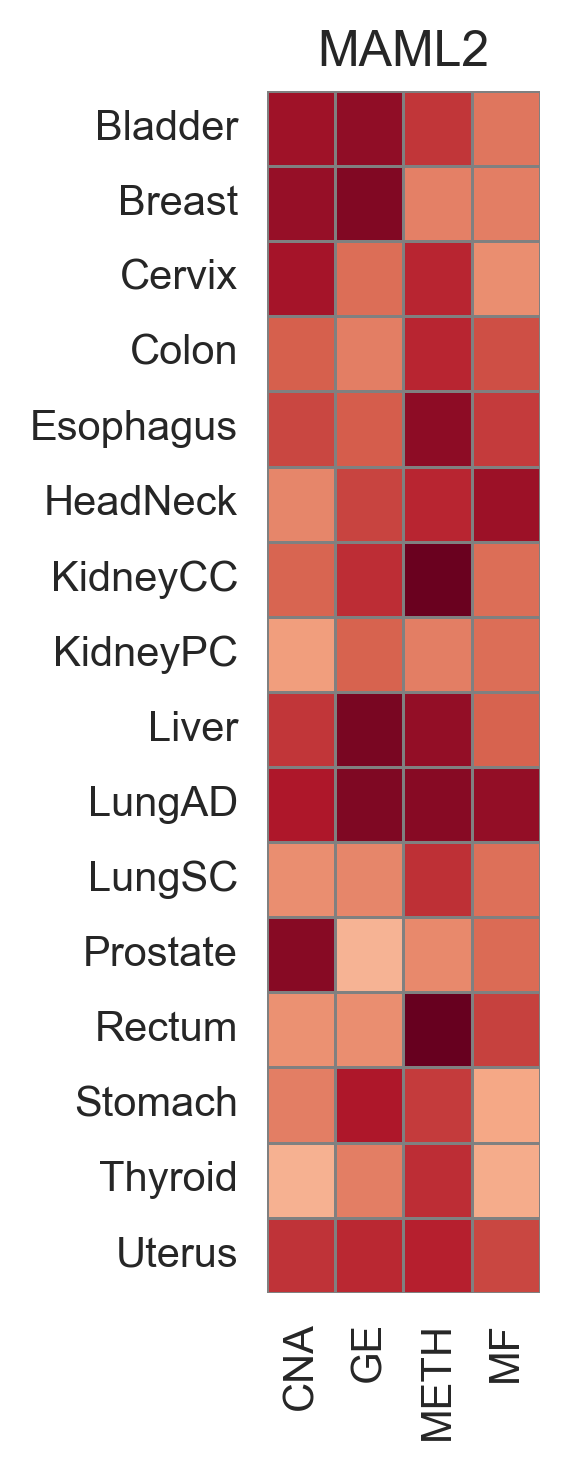 MAML2
Bladder
Breast
Cervix
Colon
Esophagus
HeadNeck
KidneyCC
KidneyPC
Liver
LungAD
LungSC
Prostate
Rectum
Stomach
Thyroid
Uterus
CNA
GE
METH
MF